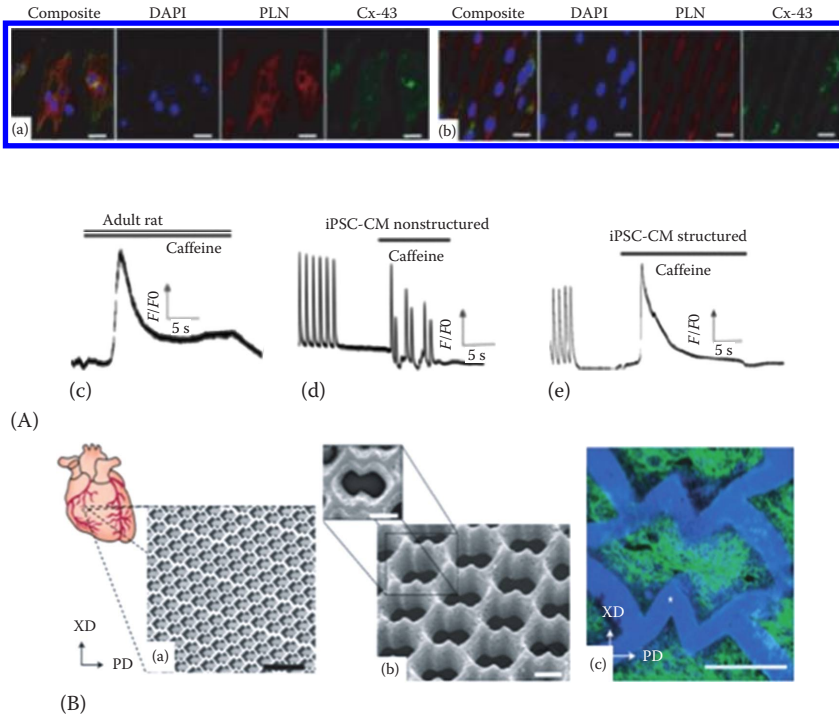 Composite DAPI PLN Cx-43 Composite DAPI PLN Cx-43
(a) (b)
Adult rat
Caffeine
F/F0
5 s
(c)
iPSC-CM nonstructured
Caffeine
F/F0
5 s
(d)
iPSC-CM structured
Caffeine
F/F0
5 s
(e)
(A)
XD
PD
(a)
(b)
XD
PD
(c)
*
(B)